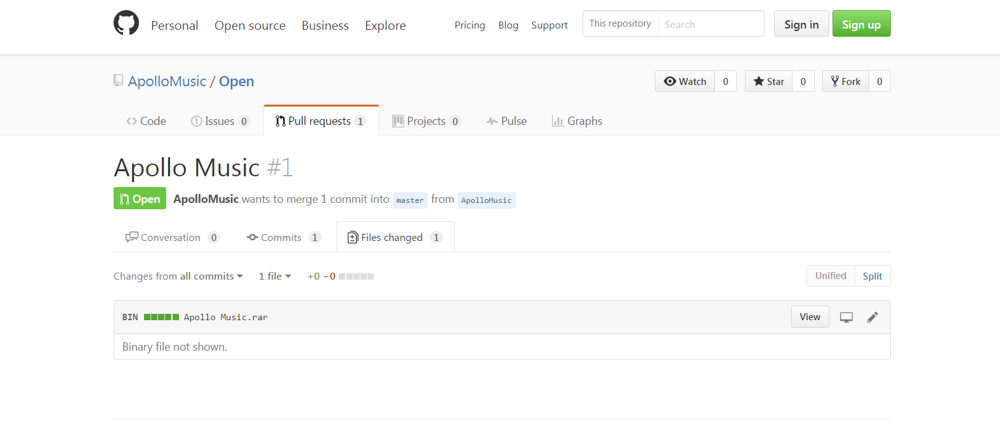 Personal Open source Business Explore Pricing Blog Support This repository Search Sign in Sign up
ApolloMusic / Open Watch 0 Star 0 Fork 0
Code Issues 0 Pull requests 1 Projects 0 Pulse Graphs
Apollo Music #1
Open ApolloMusic wants to merge 1 commit into master from ApolloMusic
Conversation 0 Commits 1 Files changed 1
Changes from all commits 1 file +0 −0 Unified Split
BIN Apollo Music.rar View
Binary file not shown.